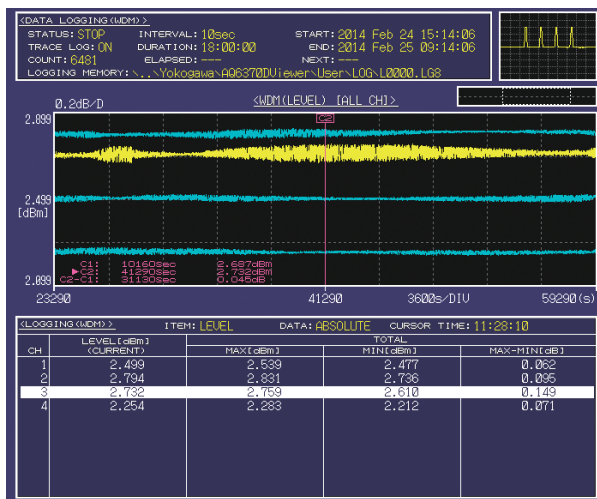 <DATA LOGGING(WDM)>
STATUS: STOP INTERVAL: 10sec START: 2014 Feb 24 15:14:06
TRACE LOG: ON DURATION: 18:00:00 END: 2014 Feb 25 09:14:06
COUNT: 6481 ELAPSED: --- NEXT: ---
LOGGING MEMORY: \..\Yokogawa\AQ6370DViewer\User\LOG\L0000.LG8
0.2dB/D <WDM(LEVEL) [ALL CH]>
C2
2.899
2.499
[dBm]
C1: 10160sec 2.687dBm
▶C2: 41290sec 2.732dBm
C2-C1: 31130sec 0.045dB
2.099
23290 41290 3600s/DIV 59290(s)
<LOGGING(WDM)> ITEM: LEVEL DATA: ABSOLUTE CURSOR TIME: 11:28:10
LEVEL[dBm] TOTAL
CH (CURRENT) MAX[dBm] MIN[dBm] MAX-MIN[dB]
1 2.499 2.539 2.477 0.062
2 2.794 2.831 2.736 0.095
3 2.732 2.759 2.610 0.149
4 2.254 2.283 2.212 0.071